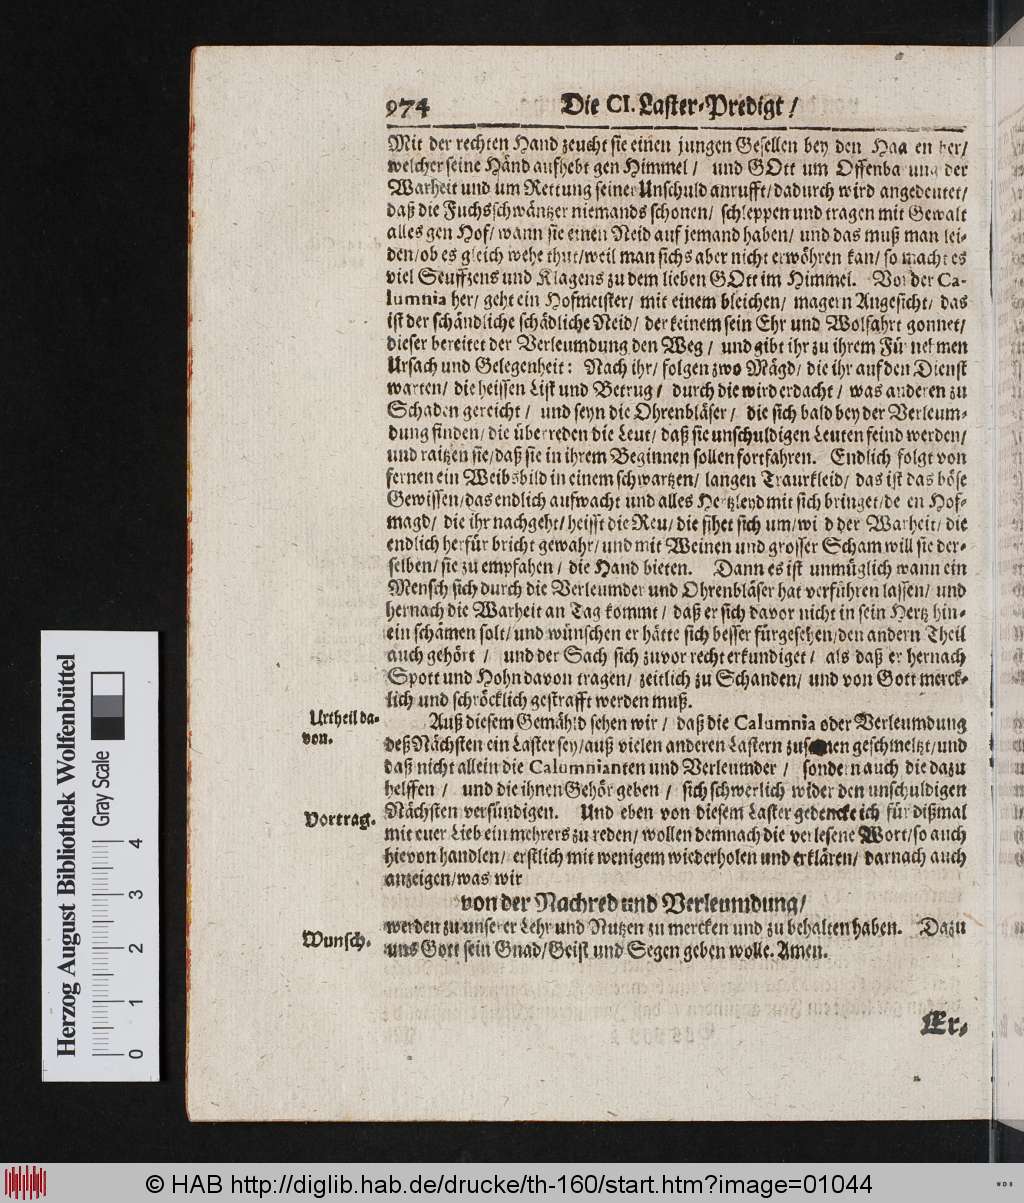 974 Die CI. Laster-Predigt/
Mit der rechten Hand zeucht sie einen jungen Gesellen bey den Haa en her/
welcher seine Händ aufhebt gen Himmel/ und GOtt um Offenba ung der
Warheit und um Rettung seiner Unschuld anrufft/ dadurch wird angedeutet/
daß die Fuchsschwäntzer niemands schonen/ schleppen und tragen mit Gewalt
alles gen Hof/ wann sie einen Neid auf jemand haben/ und das muß man lei-
den/ ob es gleich wehe thut/ weil man sichs aber nicht erwöhren kan/ so macht es
viel Seuffzens und Klagens zu dem lieben GOtt im Himmel. Vor der Ca-
lumnia her/ geht ein Hofmeister/ mit einem bleichen/ magern Angesicht/ das
ist der schändliche schädliche Neid/ der keinem sein Ehr und Wolfahrt gonnet/
dieser bereitet der Verleumdung den Weg/ und gibt ihr zu ihrem Fürnehmen
Ursach und Gelegenheit: Nach ihr/ folgen zwo Mägd/ die ihr auf den Dienst
warten/ die heissen List und Betrug/ durch die wird erdacht/ was anderen zu
Schaden gereicht/ und seyn die Ohrenbläser/ die sich bald bey der Verleum-
dung finden/ die überreden die Leut/ daß sie unschuldigen Leuten feind werden/
und raitzen sie/ daß sie in ihrem Beginnen sollen fortfahren. Endlich folgt von
fernen ein Weibsbild in einem schwartzen/ langen Traurkleid/ das ist das böse
Gewissen/ das endlich aufwacht und alles Hertzleyd mit sich bringet/ de en Hof-
magd/ die ihr nachgeht/ heisst die Reu/ die sihet sich um/ wi d der Warheit/ die
endlich herfür bricht gewahr/ und mit Weinen und grosser Scham will sie der-
selben/ sie zu empfahen/ die Hand bieten. Dann es ist unmüglich wann ein
Mensch sich durch die Verleumder und Ohrenbläser hat verführen lassen/ und
hernach die Warheit an Tag kommt/ daß er sich davor nicht in sein Hertz hin-
ein schämen solt/ und wünschen er hätte sich besser fürgesehen/ den andern Theil
auch gehört/ und der Sach sich zuvor recht erkundiget/ als daß er hernach
Spott und Hohn davon tragen/ zeitlich zu Schanden/ und von Gott merck-
lich und schröcklich gestrafft werden muß.
Urtheil da-
von.
Auß diesem Gemähld sehen wir/ daß die Calumnia oder Verleumdung
deß Nächsten ein Laster sey/ auß vielen anderen Lastern zusammen geschmeltzt/ und
daß nicht allein die Calumnianten und Verleumder/ sondern auch die dazu
helffen/ und die ihnen Gehör geben/ sich schwerlich wider den unschuldigen
Vortrag.
Nächsten versündigen. Und eben von diesem Laster gedencke ich für dißmal
mit euer Lieb ein mehrers zu reden/ wollen demnach die verlesene Wort/ so auch
hievon handlen/ erstlich mit wenigem wiederholen und erklären/ darnach auch
anzeigen/ was wir
von der Nachred und Verleumdung/
Wunsch.
werden zu unserer Lehr und Nutzen zu mercken und zu behalten haben. Dazu
uns Gott sein Gnad/ Geist und Segen geben wolle. Amen.
Er-
Herzog August Bibliothek Wolfenbüttel
Gray Scale
0 1 2 3 4
© HAB http://diglib.hab.de/drucke/th-160/start.htm?image=01044